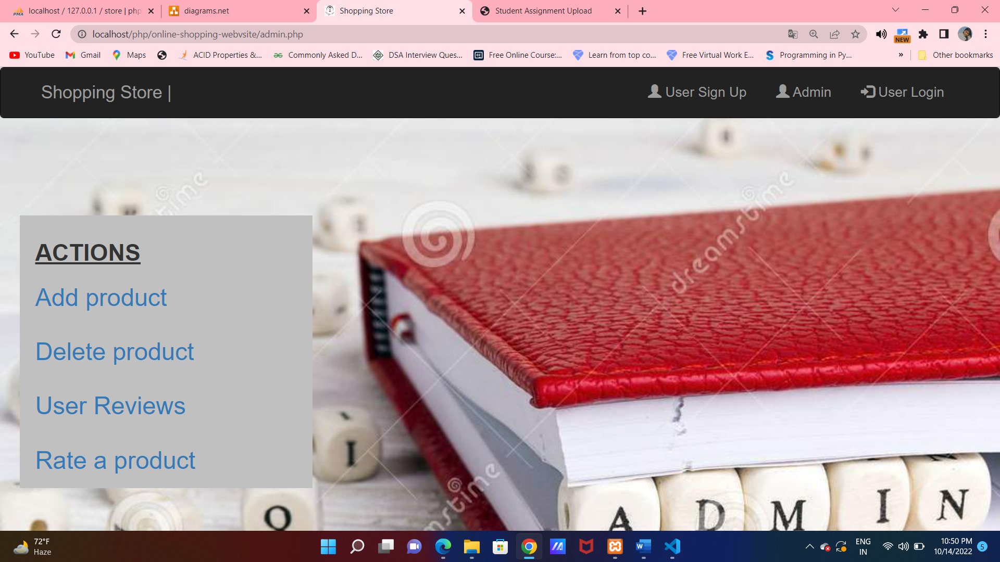 localhost / 127.0.0.1 / store | php
diagrams.net
Shopping Store
Student Assignment Upload
localhost/php/online-shopping-webvsite/admin.php
NEW
YouTube
Gmail
Maps
ACID Properties &...
Commonly Asked D...
DSA Interview Ques...
Free Online Course:...
Learn from top co...
Free Virtual Work E...
Programming in Py...
»
Other bookmarks
Shopping Store |
User Sign Up
Admin
User Login
dreamstime
ACTIONS
Add product
Delete product
User Reviews
Rate a product
I
O
A D M I N
72°F
Haze
ENG
IN
10:50 PM
10/14/2022
5